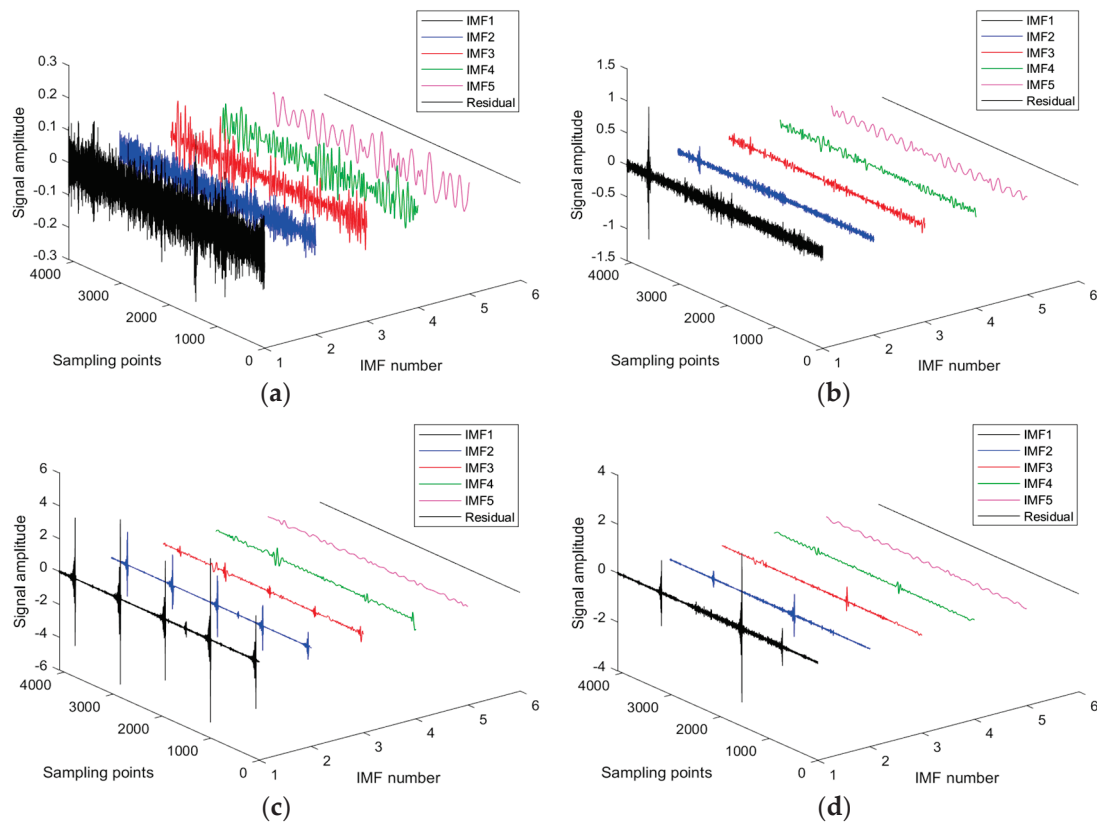 IMF1
IMF2
IMF3
IMF4
IMF5
Residual
Signal amplitude
0.3
0.2
0.1
0
-0.1
-0.2
-0.3
4000
3000
2000
1000
0
Sampling points
1
2
3
4
5
6
IMF number
(a)
IMF1
IMF2
IMF3
IMF4
IMF5
Residual
Signal amplitude
1.5
1
0.5
0
-0.5
-1
-1.5
4000
3000
2000
1000
0
Sampling points
1
2
3
4
5
6
IMF number
(b)
IMF1
IMF2
IMF3
IMF4
IMF5
Residual
Signal amplitude
6
4
2
0
-2
-4
-6
4000
3000
2000
1000
0
Sampling points
1
2
3
4
5
6
IMF number
(c)
IMF1
IMF2
IMF3
IMF4
IMF5
Residual
Signal amplitude
4
2
0
-2
-4
4000
3000
2000
1000
0
Sampling points
1
2
3
4
5
6
IMF number
(d)